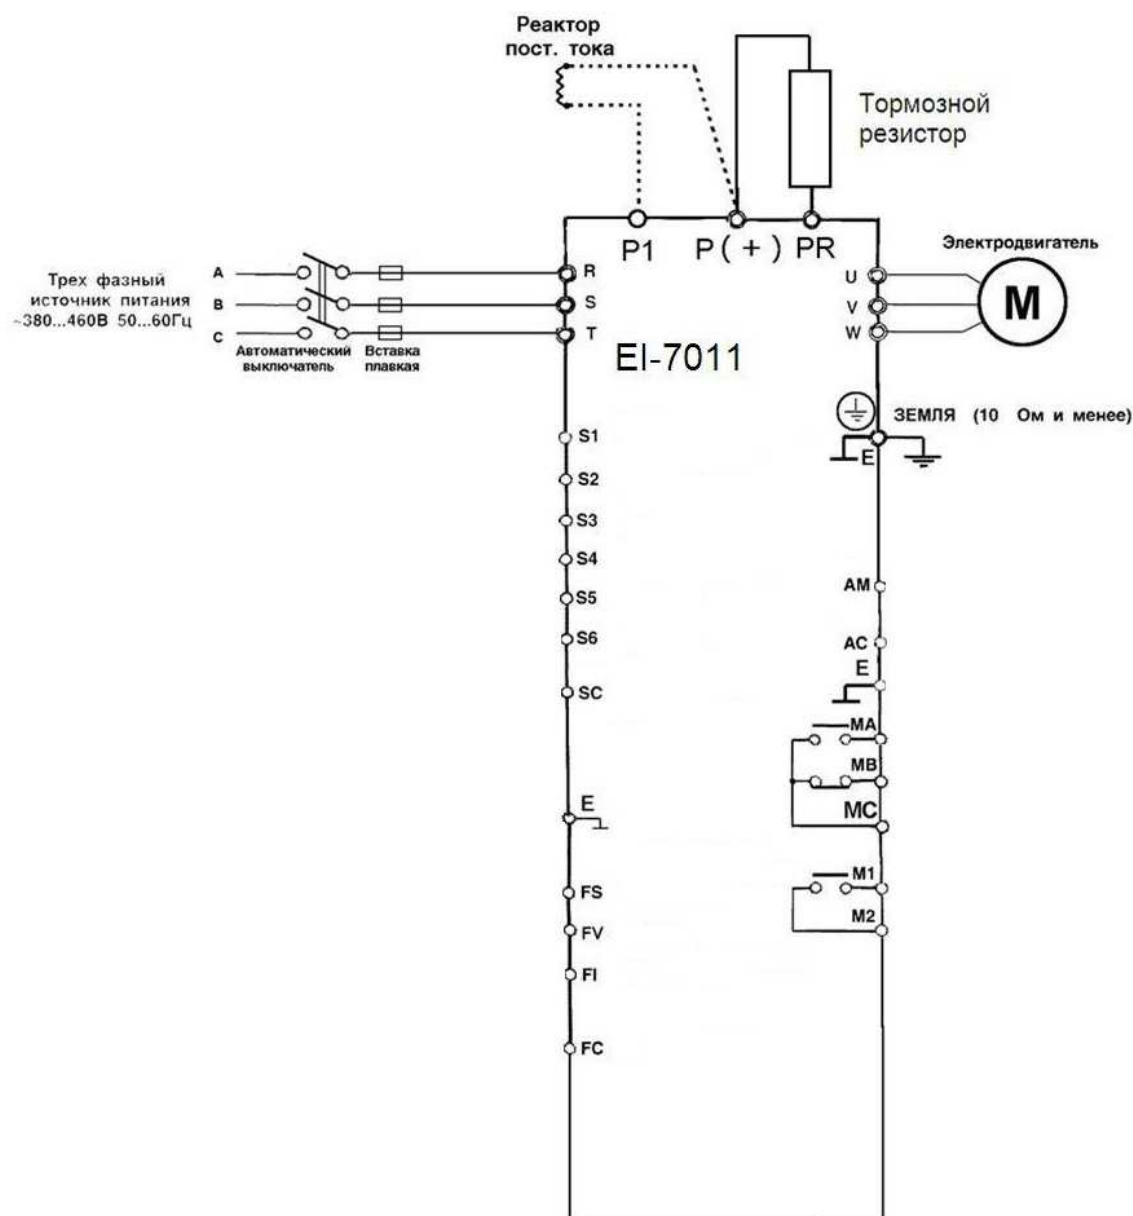 Реактор
пост. тока
Тормозной
резистор
P1
P(+)
PR
Электродвигатель
Трех фазный
источник питания
~380...460В 50...60Гц
A
B
C
Автоматический
выключатель
Вставка
плавкая
R
S
T
U
V
W
M
EI-7011
ЗЕМЛЯ (10 Ом и менее)
E
S1
S2
S3
S4
S5
S6
SC
E
FS
FV
FI
FC
AM
AC
E
MA
MB
MC
M1
M2